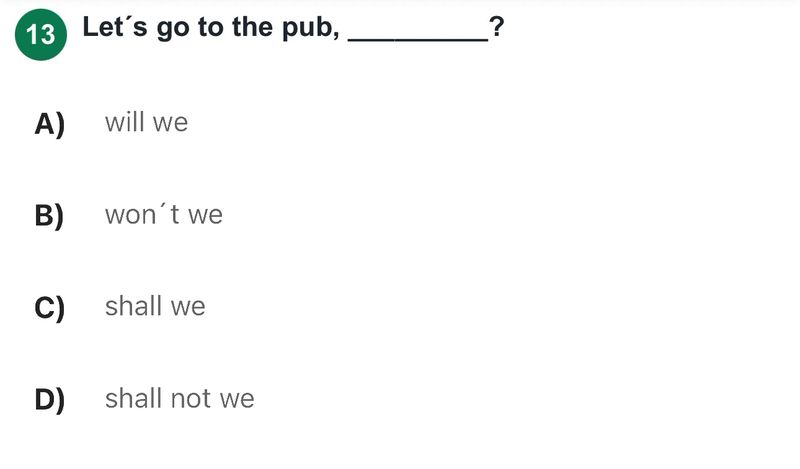 13 Let´s go to the pub, _________?
A) will we
B) won´t we
C) shall we
D) shall not we